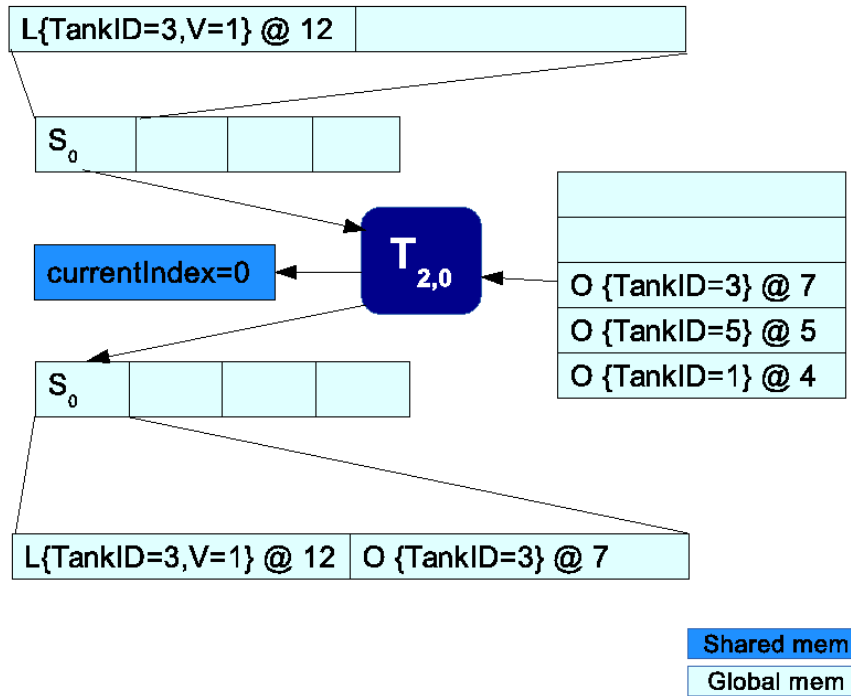 L{TankID=3,V=1} @ 12
S0
T2,0
currentIndex=0
O {TankID=3} @ 7
O {TankID=5} @ 5
O {TankID=1} @ 4
S0
L{TankID=3,V=1} @ 12 O {TankID=3} @ 7
Shared mem
Global mem